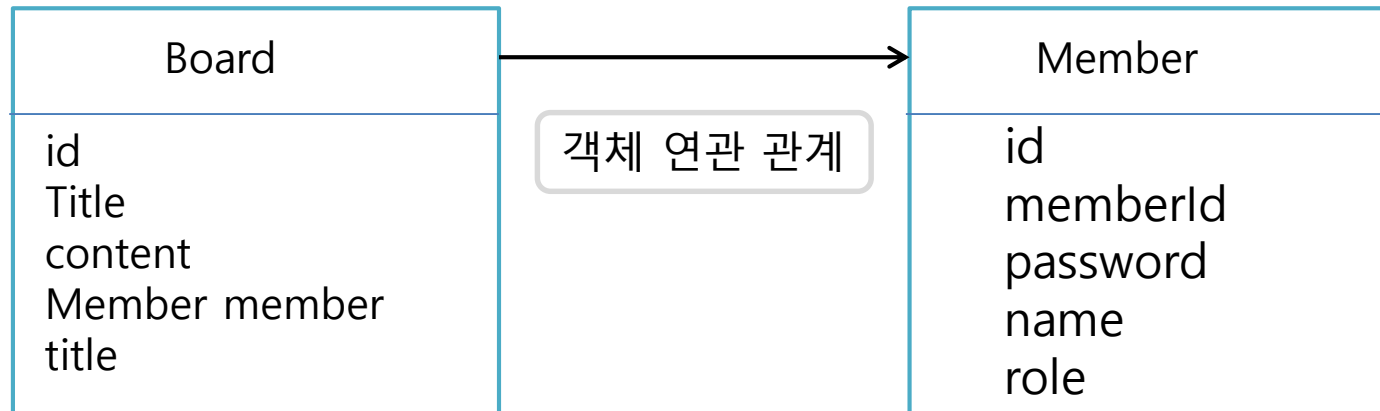 Board
id
Title
content
Member member
title
객체 연관 관계
Member
id
memberId
password
name
role